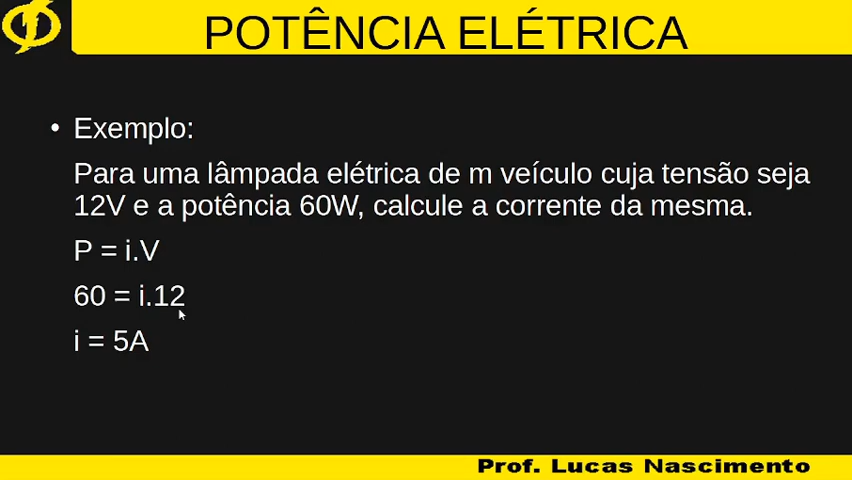 POTÊNCIA ELÉTRICA
• Exemplo:
Para uma lâmpada elétrica de m veículo cuja tensão seja
12V e a potência 60W, calcule a corrente da mesma.
P = i.V
60 = i.12
i = 5A
Prof. Lucas Nascimento